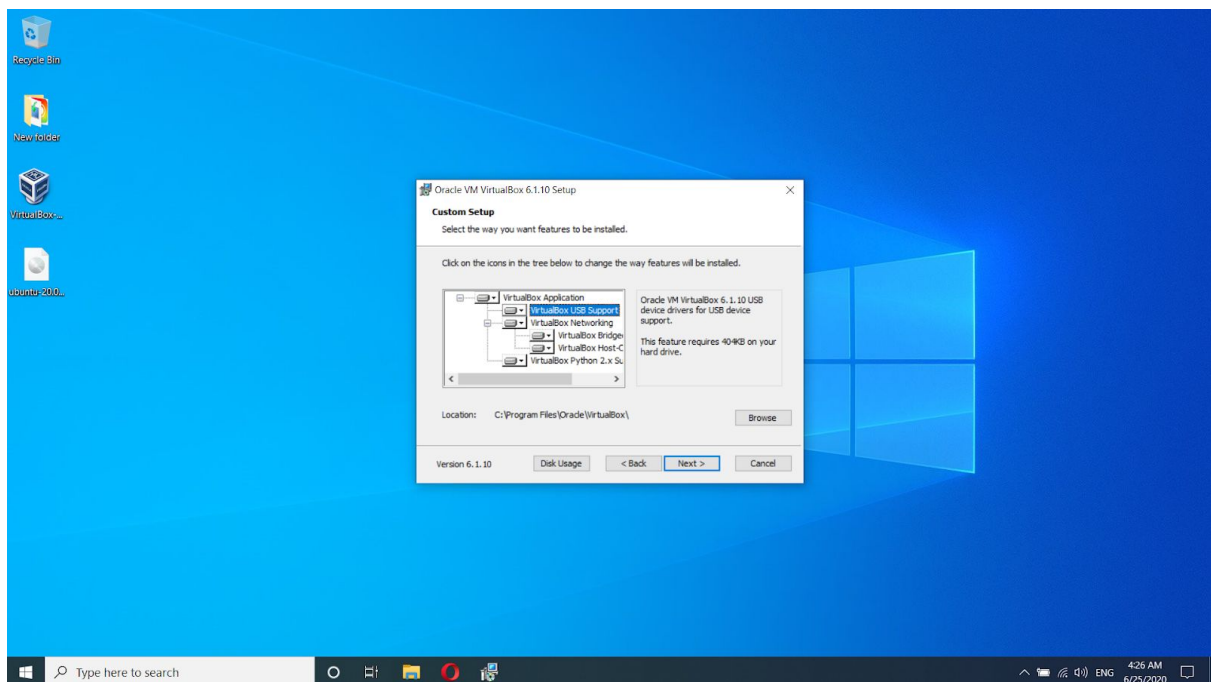 Recycle Bin
New folder
VirtualBox-...
ubuntu-20.0...
Oracle VM VirtualBox 6.1.10 Setup
Custom Setup
Select the way you want features to be installed.
Click on the icons in the tree below to change the way features will be installed.
VirtualBox Application
VirtualBox USB Support
VirtualBox Networking
VirtualBox Bridge
VirtualBox Host-C
VirtualBox Python 2.x Su
Oracle VM VirtualBox 6.1.10 USB
device drivers for USB device
support.
This feature requires 404KB on your
hard drive.
Location: C:\Program Files\Oracle\VirtualBox\
Browse
Version 6.1.10 Disk Usage < Back Next > Cancel
Type here to search
ENG
4:26 AM
6/25/2020